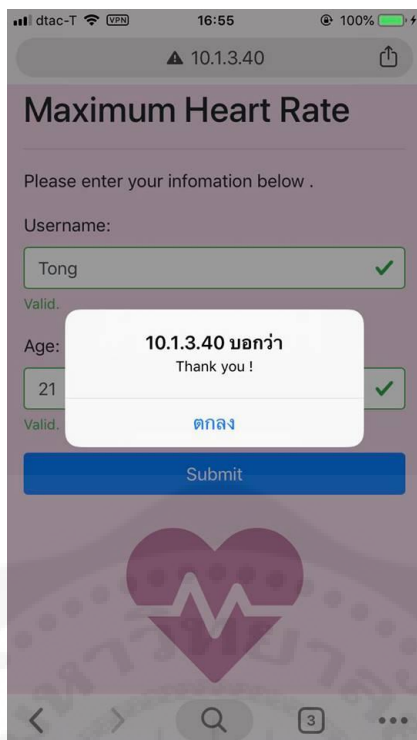 dtac-T VPN 16:55 100%
10.1.3.40
Maximum Heart Rate
Please enter your infomation below .
Username:
Tong
Valid.
Age:
21
Valid.
10.1.3.40 บอกว่า
Thank you !
ตกลง
Submit
3